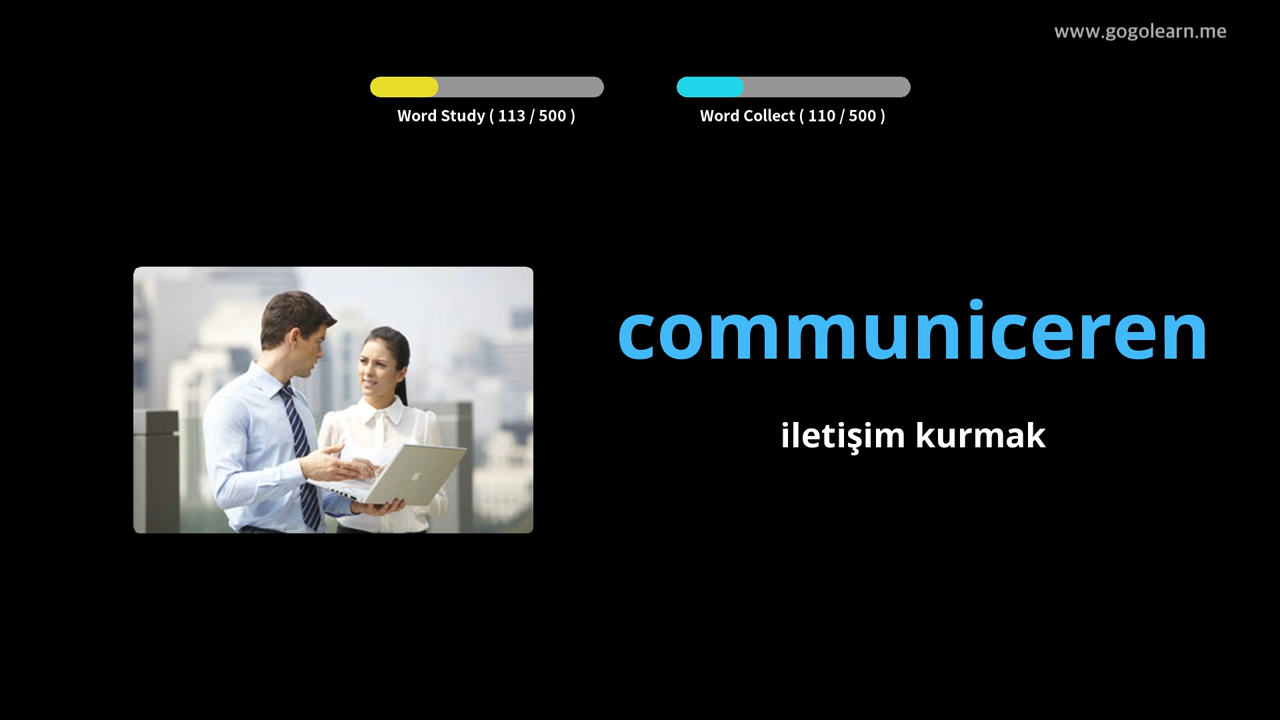 www.gogolearn.me
Word Study ( 113 / 500 )
Word Collect ( 110 / 500 )
communiceren
iletişim kurmak